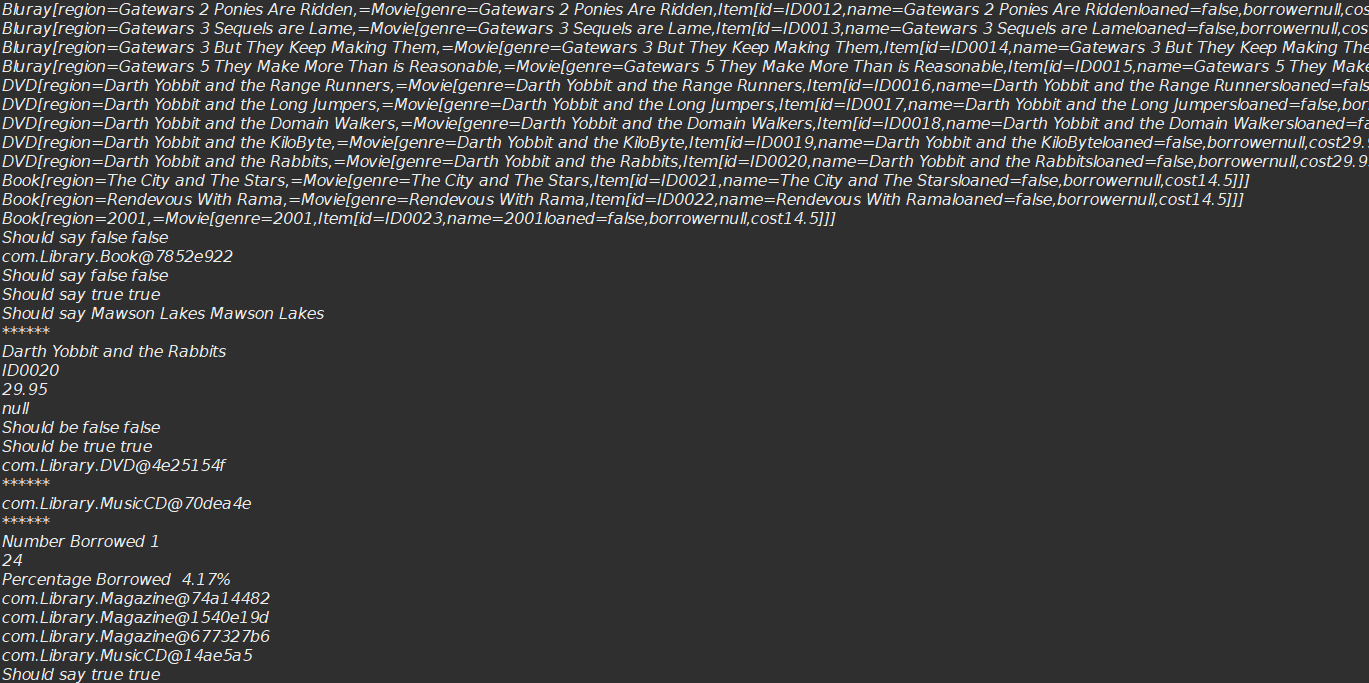 Bluray[region=Gatewars 2 Ponies Are Ridden,=Movie[genre=Gatewars 2 Ponies Are Ridden,Item[id=ID0012,name=Gatewars 2 Ponies Are Riddenloaned=false,borrowernull,cos
Bluray[region=Gatewars 3 Sequels are Lame,=Movie[genre=Gatewars 3 Sequels are Lame,Item[id=ID0013,name=Gatewars 3 Sequels are Lameloaned=false,borrowernull,cos
Bluray[region=Gatewars 3 But They Keep Making Them,=Movie[genre=Gatewars 3 But They Keep Making Them,Item[id=ID0014,name=Gatewars 3 But They Keep Making The
Bluray[region=Gatewars 5 They Make More Than is Reasonable,=Movie[genre=Gatewars 5 They Make More Than is Reasonable,Item[id=ID0015,name=Gatewars 5 They Make
DVD[region=Darth Yobbit and the Range Runners,=Movie[genre=Darth Yobbit and the Range Runners,Item[id=ID0016,name=Darth Yobbit and the Range Runnersloaned=fals
DVD[region=Darth Yobbit and the Long Jumpers,=Movie[genre=Darth Yobbit and the Long Jumpers,Item[id=ID0017,name=Darth Yobbit and the Long Jumpersloaned=false,bor
DVD[region=Darth Yobbit and the Domain Walkers,=Movie[genre=Darth Yobbit and the Domain Walkers,Item[id=ID0018,name=Darth Yobbit and the Domain Walkersloaned=fa
DVD[region=Darth Yobbit and the KiloByte,=Movie[genre=Darth Yobbit and the KiloByte,Item[id=ID0019,name=Darth Yobbit and the KiloByteloaned=false,borrowernull,cost29.9
DVD[region=Darth Yobbit and the Rabbits,=Movie[genre=Darth Yobbit and the Rabbits,Item[id=ID0020,name=Darth Yobbit and the Rabbitsloaned=false,borrowernull,cost29.9
Book[region=The City and The Stars,=Movie[genre=The City and The Stars,Item[id=ID0021,name=The City and The Starsloaned=false,borrowernull,cost14.5]]]
Book[region=Rendevous With Rama,=Movie[genre=Rendevous With Rama,Item[id=ID0022,name=Rendevous With Ramaloaned=false,borrowernull,cost14.5]]]
Book[region=2001,=Movie[genre=2001,Item[id=ID0023,name=2001loaned=false,borrowernull,cost14.5]]]
Should say false false
com.Library.Book@7852e922
Should say false false
Should say true true
Should say Mawson Lakes Mawson Lakes
******
Darth Yobbit and the Rabbits
ID0020
29.95
null
Should be false false
Should be true true
com.Library.DVD@4e25154f
******
com.Library.MusicCD@70dea4e
******
Number Borrowed 1
24
Percentage Borrowed  4.17%
com.Library.Magazine@74a14482
com.Library.Magazine@1540e19d
com.Library.Magazine@677327b6
com.Library.MusicCD@14ae5a5
Should say true true